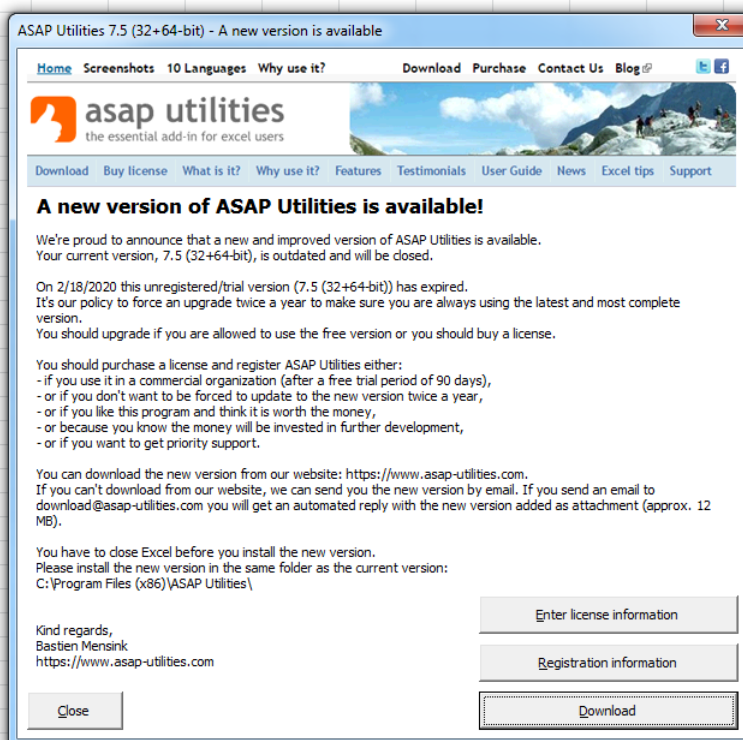 ASAP Utilities 7.5 (32+64-bit) - A new version is available
Home Screenshots 10 Languages Why use it? Download Purchase Contact Us Blog
asap utilities
the essential add-in for excel users
Download Buy license What is it? Why use it? Features Testimonials User Guide News Excel tips Support
A new version of ASAP Utilities is available!
We're proud to announce that a new and improved version of ASAP Utilities is available.
Your current version, 7.5 (32+64-bit), is outdated and will be closed.
On 2/18/2020 this unregistered/trial version (7.5 (32+64-bit)) has expired.
It's our policy to force an upgrade twice a year to make sure you are always using the latest and most complete
version.
You should upgrade if you are allowed to use the free version or you should buy a license.
You should purchase a license and register ASAP Utilities either:
- if you use it in a commercial organization (after a free trial period of 90 days),
- or if you don't want to be forced to update to the new version twice a year,
- or if you like this program and think it is worth the money,
- or because you know the money will be invested in further development,
- or if you want to get priority support.
You can download the new version from our website: https://www.asap-utilities.com.
If you can't download from our website, we can send you the new version by email. If you send an email to
download@asap-utilities.com you will get an automated reply with the new version added as attachment (approx. 12
MB).
You have to close Excel before you install the new version.
Please install the new version in the same folder as the current version:
C:\Program Files (x86)\ASAP Utilities\
Enter license information
Kind regards,
Bastien Mensink
https://www.asap-utilities.com
Registration information
Close
Download